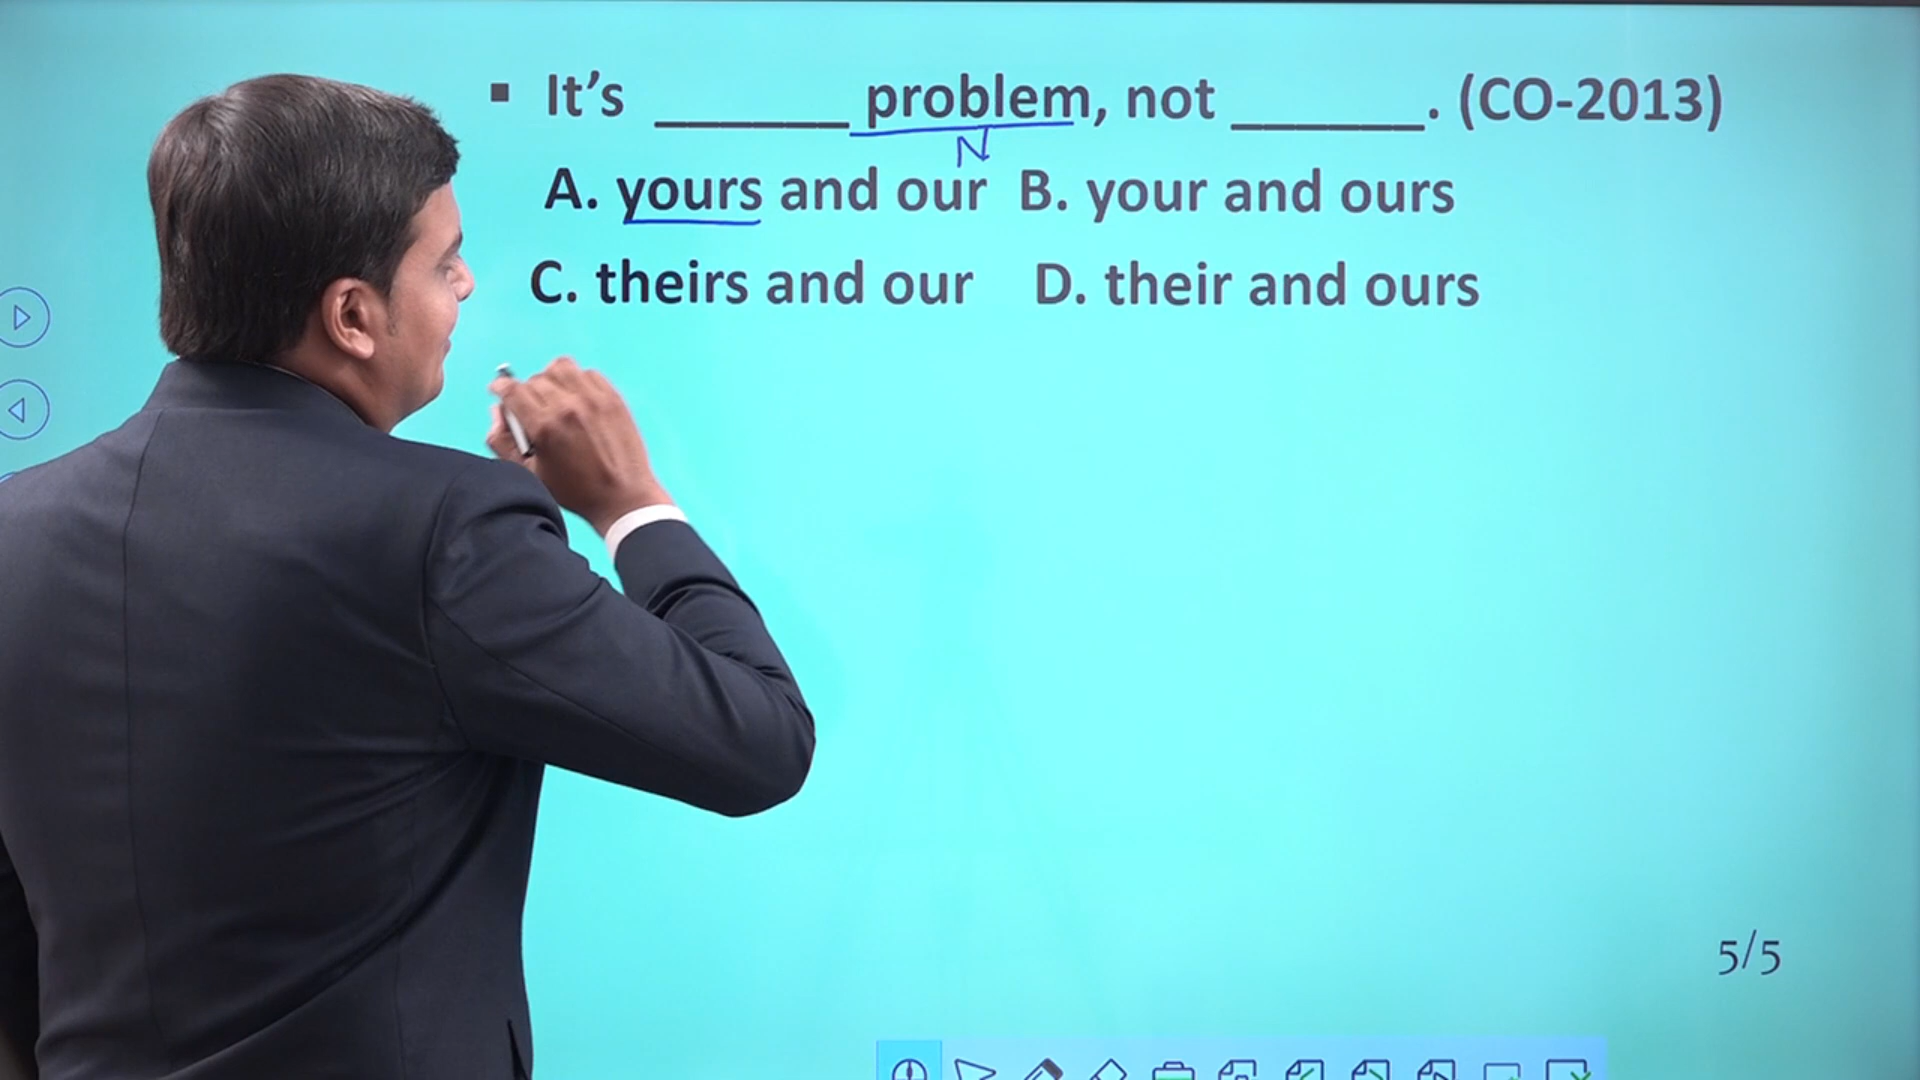 ▪ It’s ______ problem, not ______. (CO-2013)
N
A. yours and our B. your and ours
C. theirs and our D. their and ours
5/5